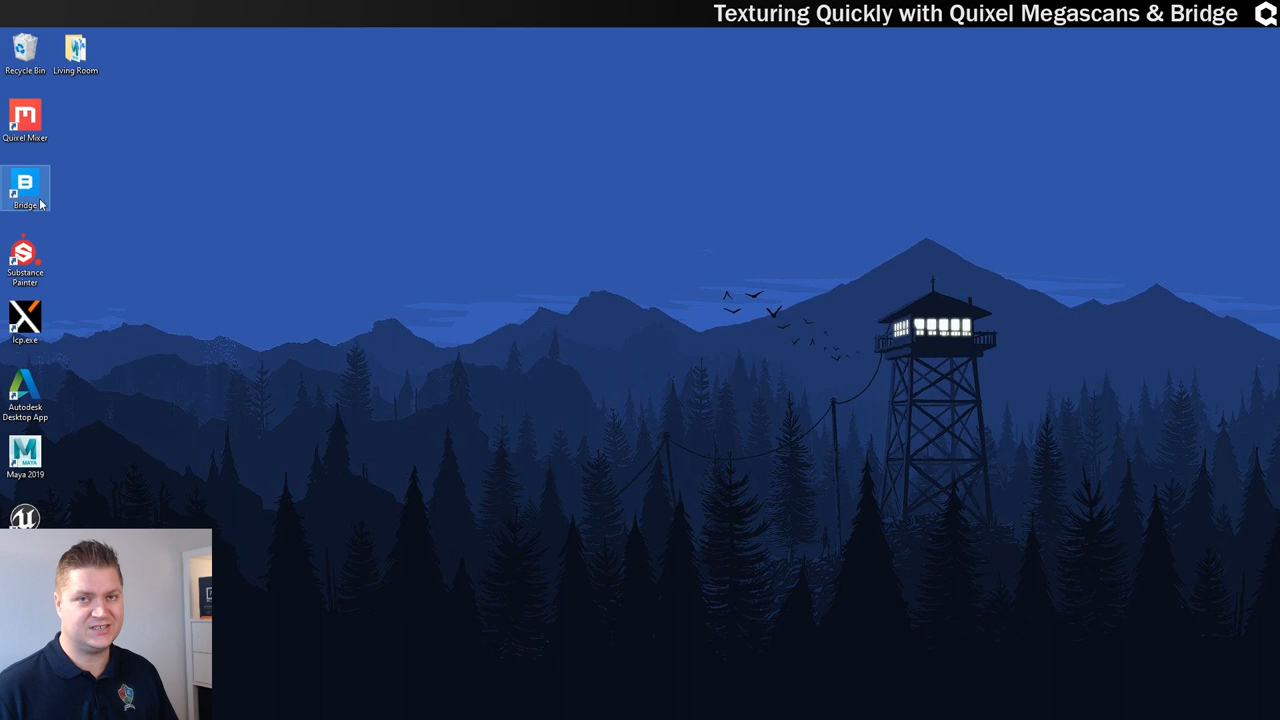 Texturing Quickly with Quixel Megascans & Bridge
Recycle Bin
Living Room
Quixel Mixer
B
Bridge
Substance
Painter
lcp.exe
Autodesk
Desktop App
MAYA
Maya 2019